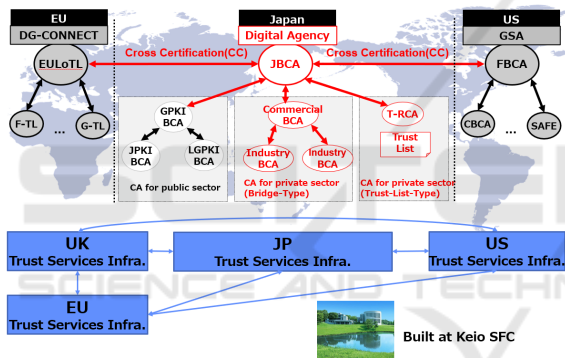 EU
DG-CONNECT
Japan
Digital Agency
US
GSA
Cross Certification(CC)
Cross Certification(CC)
EULoTL
JBCA
FBCA
F-TL
...
G-TL
GPKI
BCA
JPKI
BCA
LGPKI
BCA
CA for public sector
Commercial
BCA
Industry
BCA
Industry
BCA
CA for private sector
(Bridge-Type)
T-RCA
Trust
List
CA for private sector
(Trust-List-Type)
CBCA
...
SAFE
UK
Trust Services Infra.
JP
Trust Services Infra.
US
Trust Services Infra.
EU
Trust Services Infra.
SCIENCE AND TECHN
Built at Keio SFC